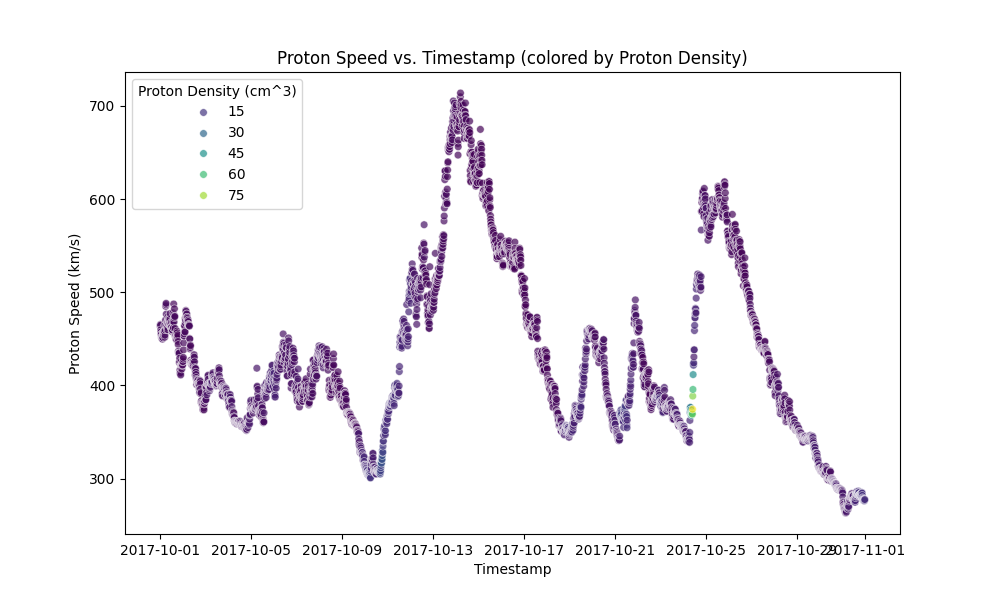 Proton Speed vs. Timestamp (colored by Proton Density)
Proton Density (cm^3)
15
30
45
60
75
700
600
500
400
300
Proton Speed (km/s)
2017-10-01 2017-10-05 2017-10-09 2017-10-13 2017-10-17 2017-10-21 2017-10-25 2017-10-29 2017-11-01
Timestamp